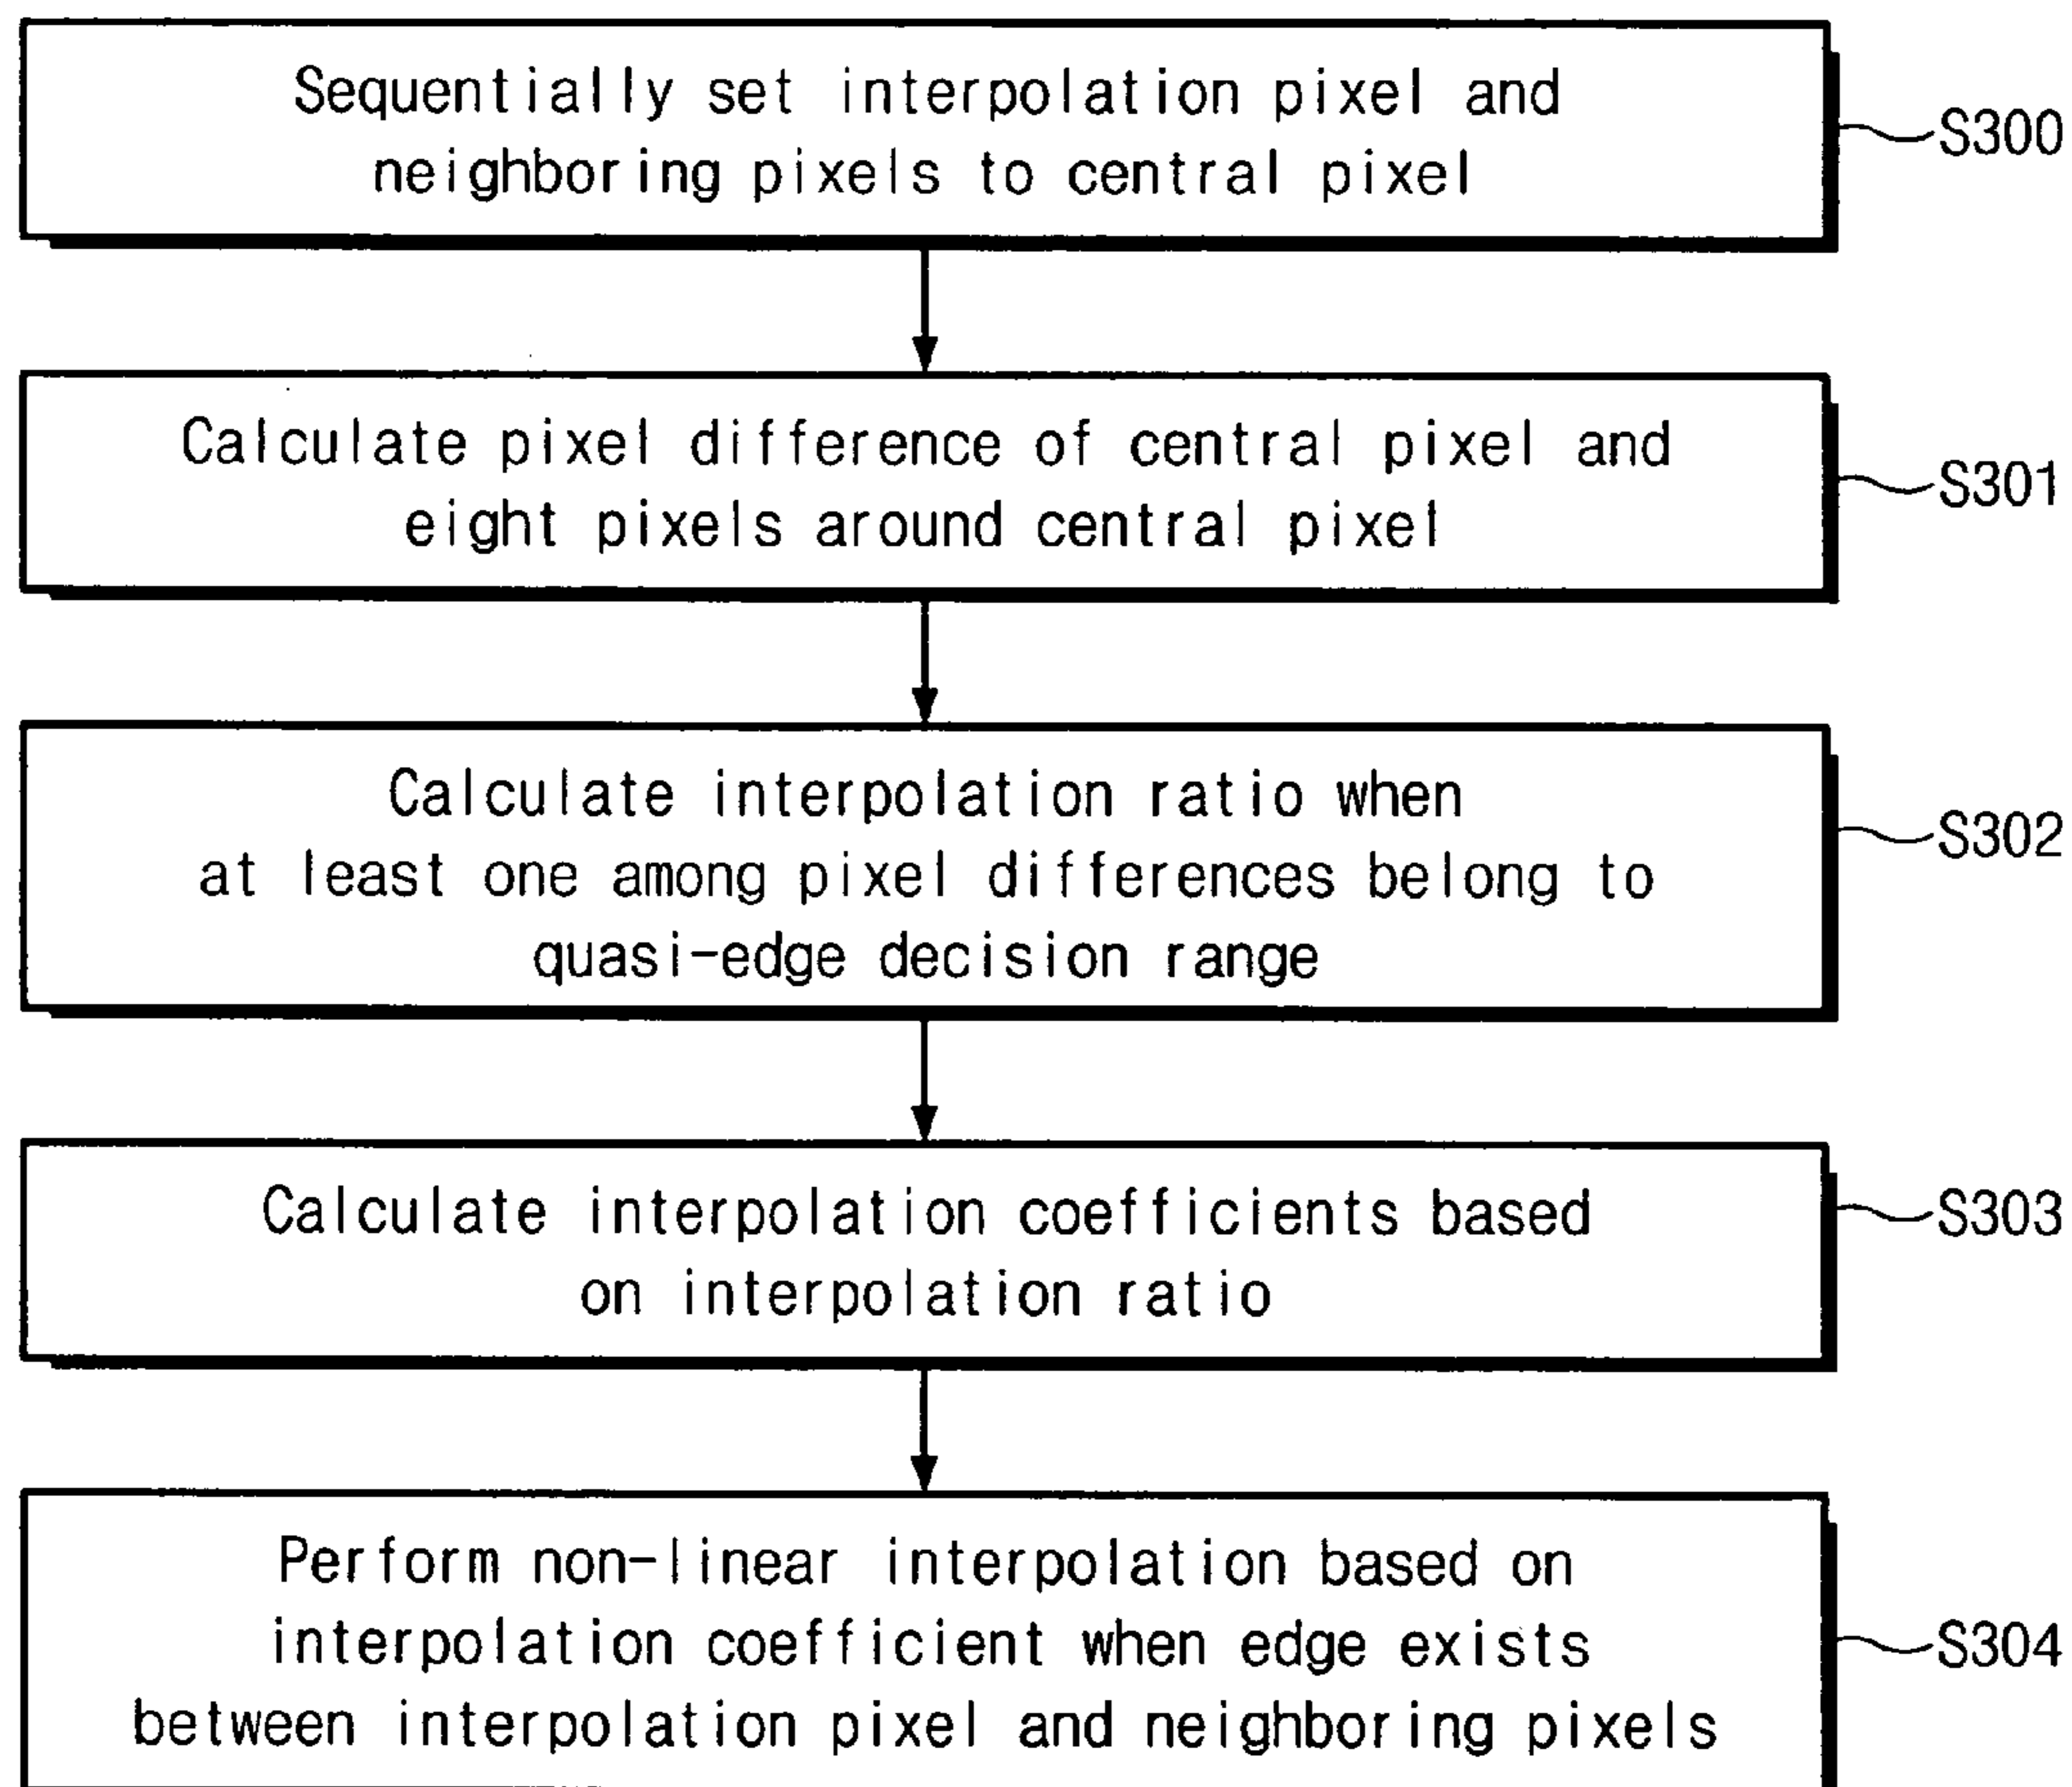 Sequentially set interpolation pixel and
neighboring pixels to central pixel
S300
Calculate pixel difference of central pixel and
eight pixels around central pixel
S301
Calculate interpolation ratio when
at least one among pixel differences belong to
quasi-edge decision range
S302
Calculate interpolation coefficients based
on interpolation ratio
S303
Perform non-linear interpolation based on
interpolation coefficient when edge exists
between interpolation pixel and neighboring pixels
S304